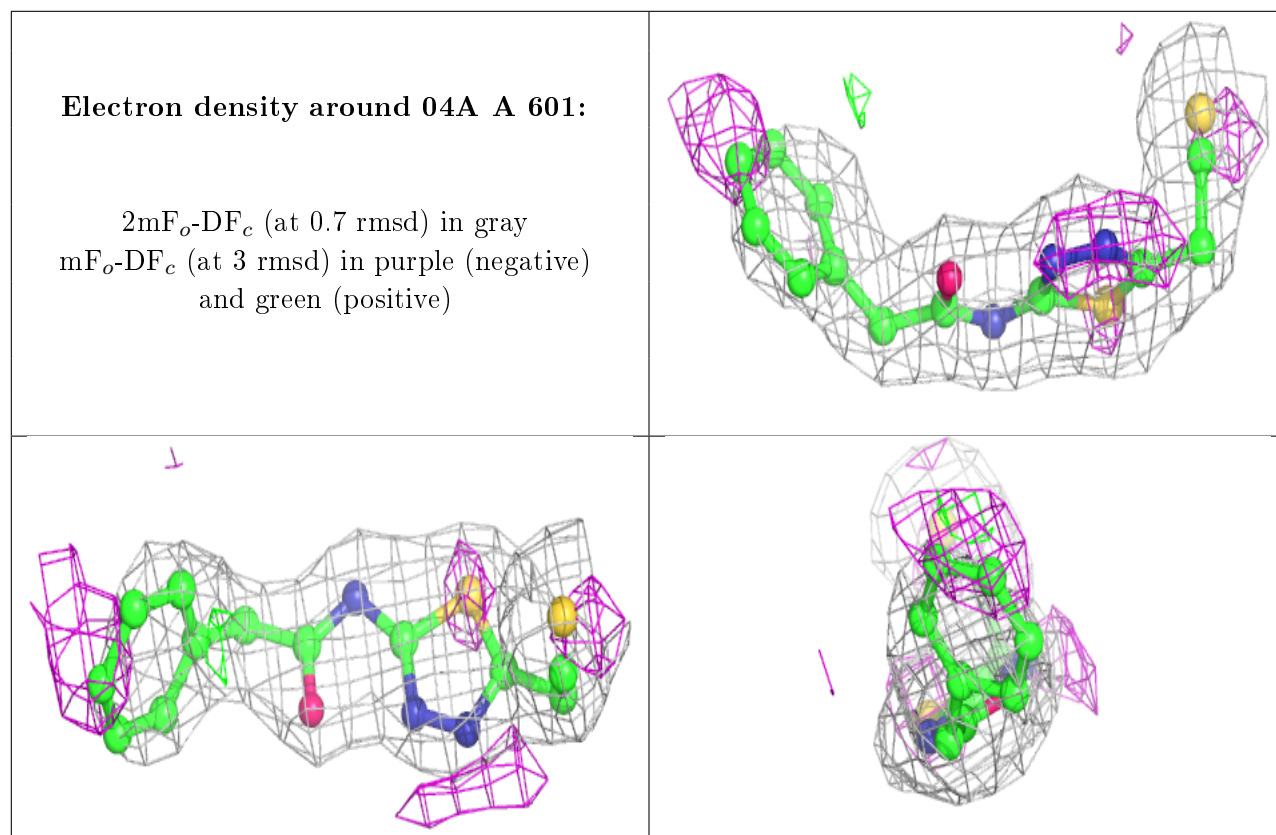 Electron density around 04A A 601:
2mFo-DFc (at 0.7 rmsd) in gray
mFo-DFc (at 3 rmsd) in purple (negative)
and green (positive)